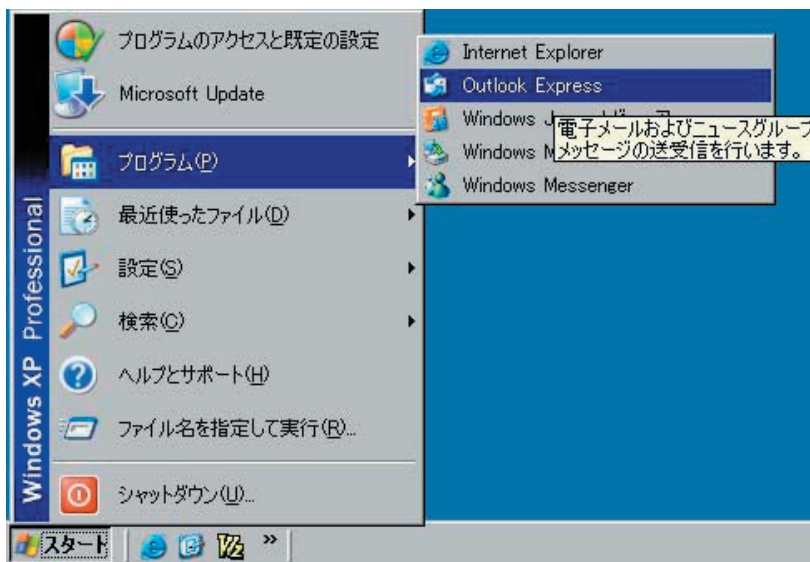 プログラムのアクセスと既定の設定
Microsoft Update
プログラム(P)
最近使ったファイル(D)
設定(S)
検索(C)
ヘルプとサポート(H)
ファイル名を指定して実行(R)...
シャットダウン(U)...
Windows XP Professional
Internet Explorer
Outlook Express
Windows
電子メールおよびニュースグループ
Windows
メッセージの送受信を行います。
Windows Messenger
スタート